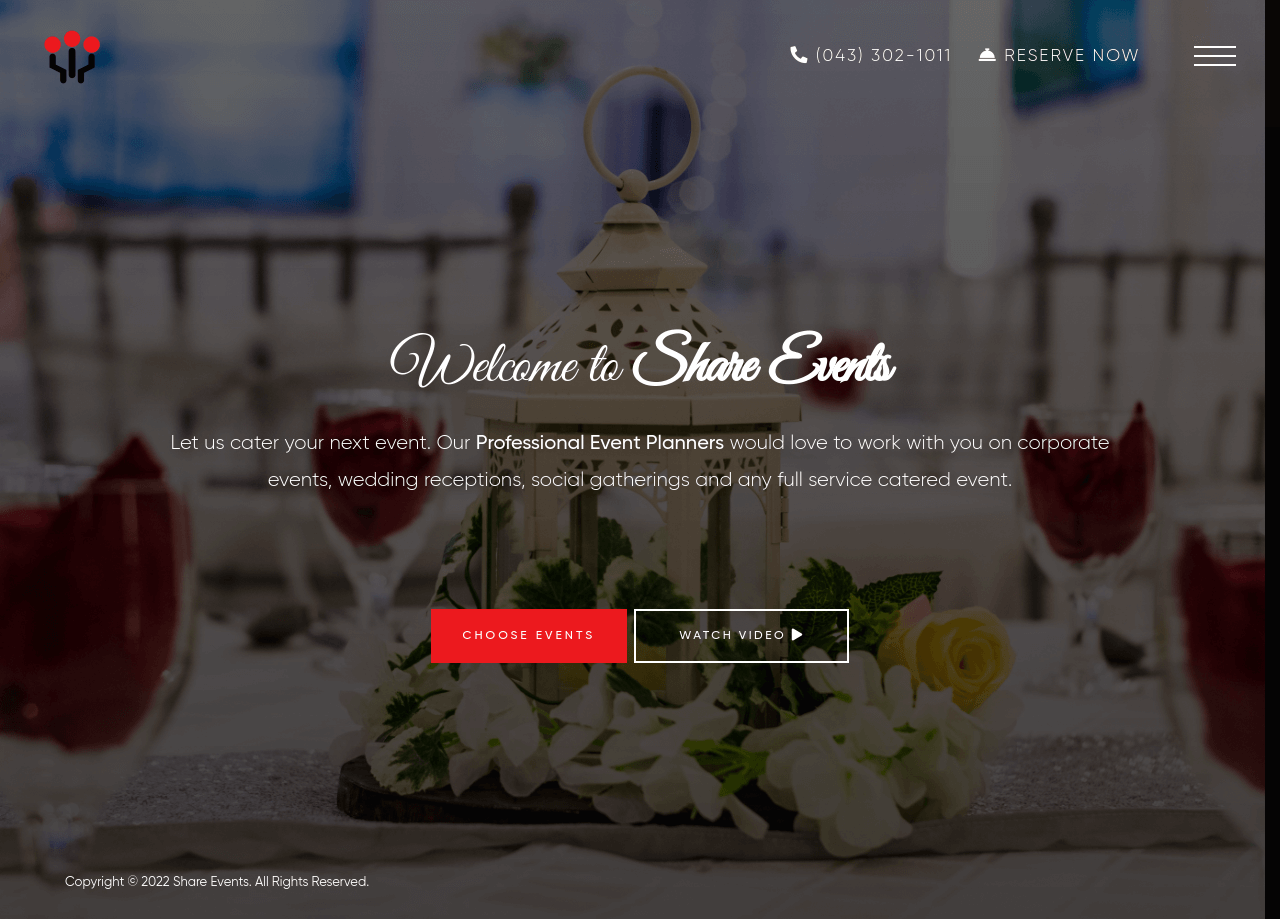 (043) 302-1011 RESERVE NOW
Welcome to Share Events
Let us cater your next event. Our Professional Event Planners would love to work with you on corporate
events, wedding receptions, social gatherings and any full service catered event.
CHOOSE EVENTS WATCH VIDEO
Copyright © 2022 Share Events. All Rights Reserved.